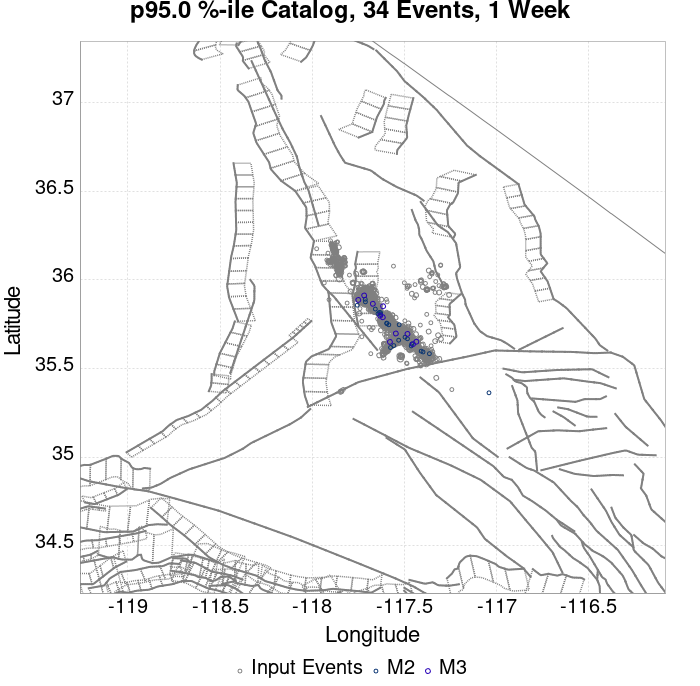 p95.0 %-ile Catalog, 34 Events, 1 Week
37
36.5
36
35.5
35
34.5
Latitude
-119
-118.5
-118
-117.5
-117
-116.5
Longitude
Input Events
M2
M3